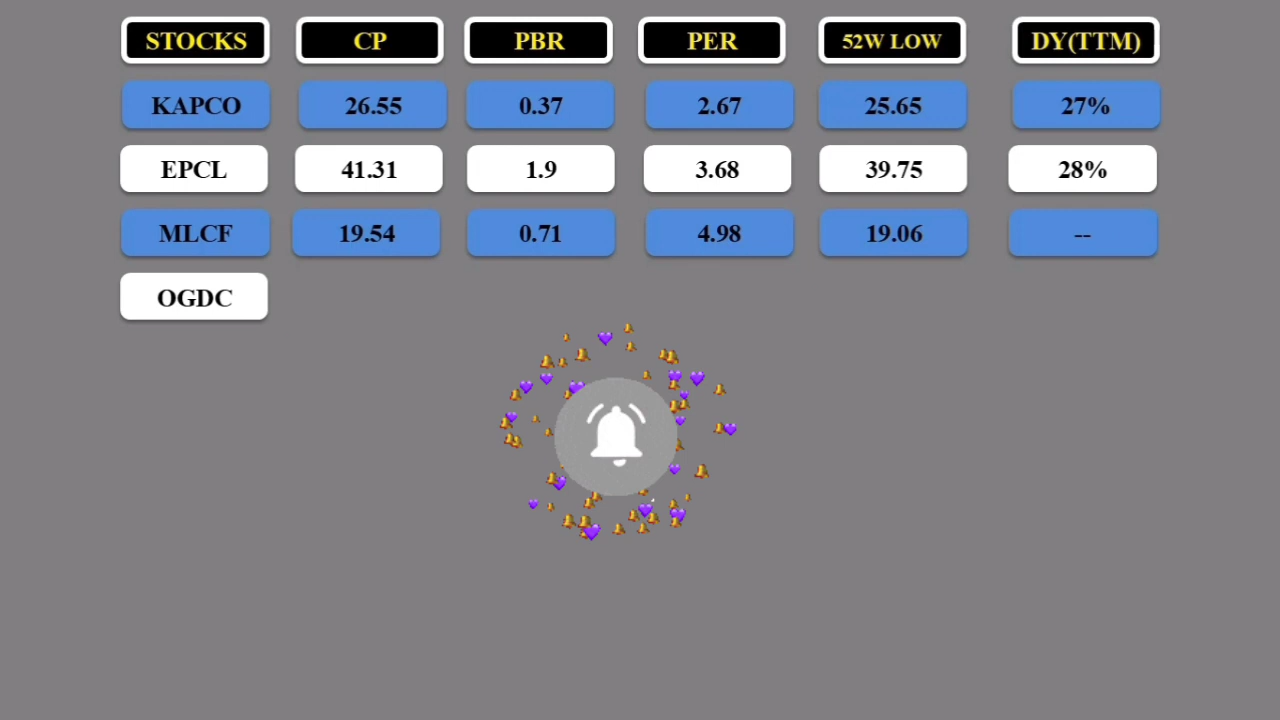 STOCKS CP PBR PER 52W LOW DY(TTM)
KAPCO 26.55 0.37 2.67 25.65 27%
EPCL 41.31 1.9 3.68 39.75 28%
MLCF 19.54 0.71 4.98 19.06 --
OGDC